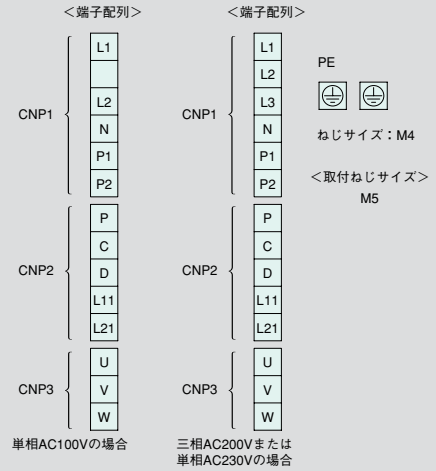 <端子配列>
CNP1
L1
L2
N
P1
P2
CNP2
P
C
D
L11
L21
CNP3
U
V
W
単相AC100Vの場合
<端子配列>
CNP1
L1
L2
L3
N
P1
P2
CNP2
P
C
D
L11
L21
CNP3
U
V
W
三相AC200Vまたは
単相AC230Vの場合
PE
ねじサイズ：M4
<取付ねじサイズ>
M5